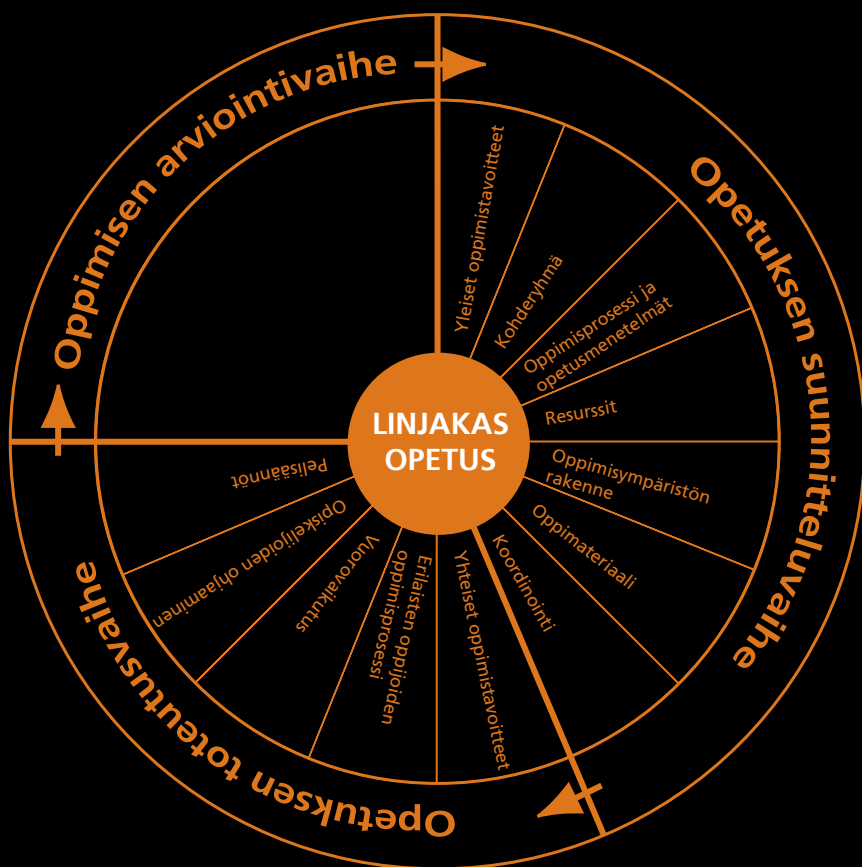 Oppimisen arviointivaihe
Opetuksen suunnitteluvaihe
Opetuksen toteutusvaihe
LINJAKAS
OPETUS
Yleiset oppimistavoitteet
Kohderyhmä
Oppimisprosessi ja
opetusmenetelmät
Resurssit
Oppimisympäristön
rakenne
Oppimateriaali
Koordinointi
Yhteiset oppimistavoitteet
Erilaisten oppijoiden
oppimisprosessi
Vuorovaikutus
Opiskelijoiden ohjaaminen
Pelisäännöt